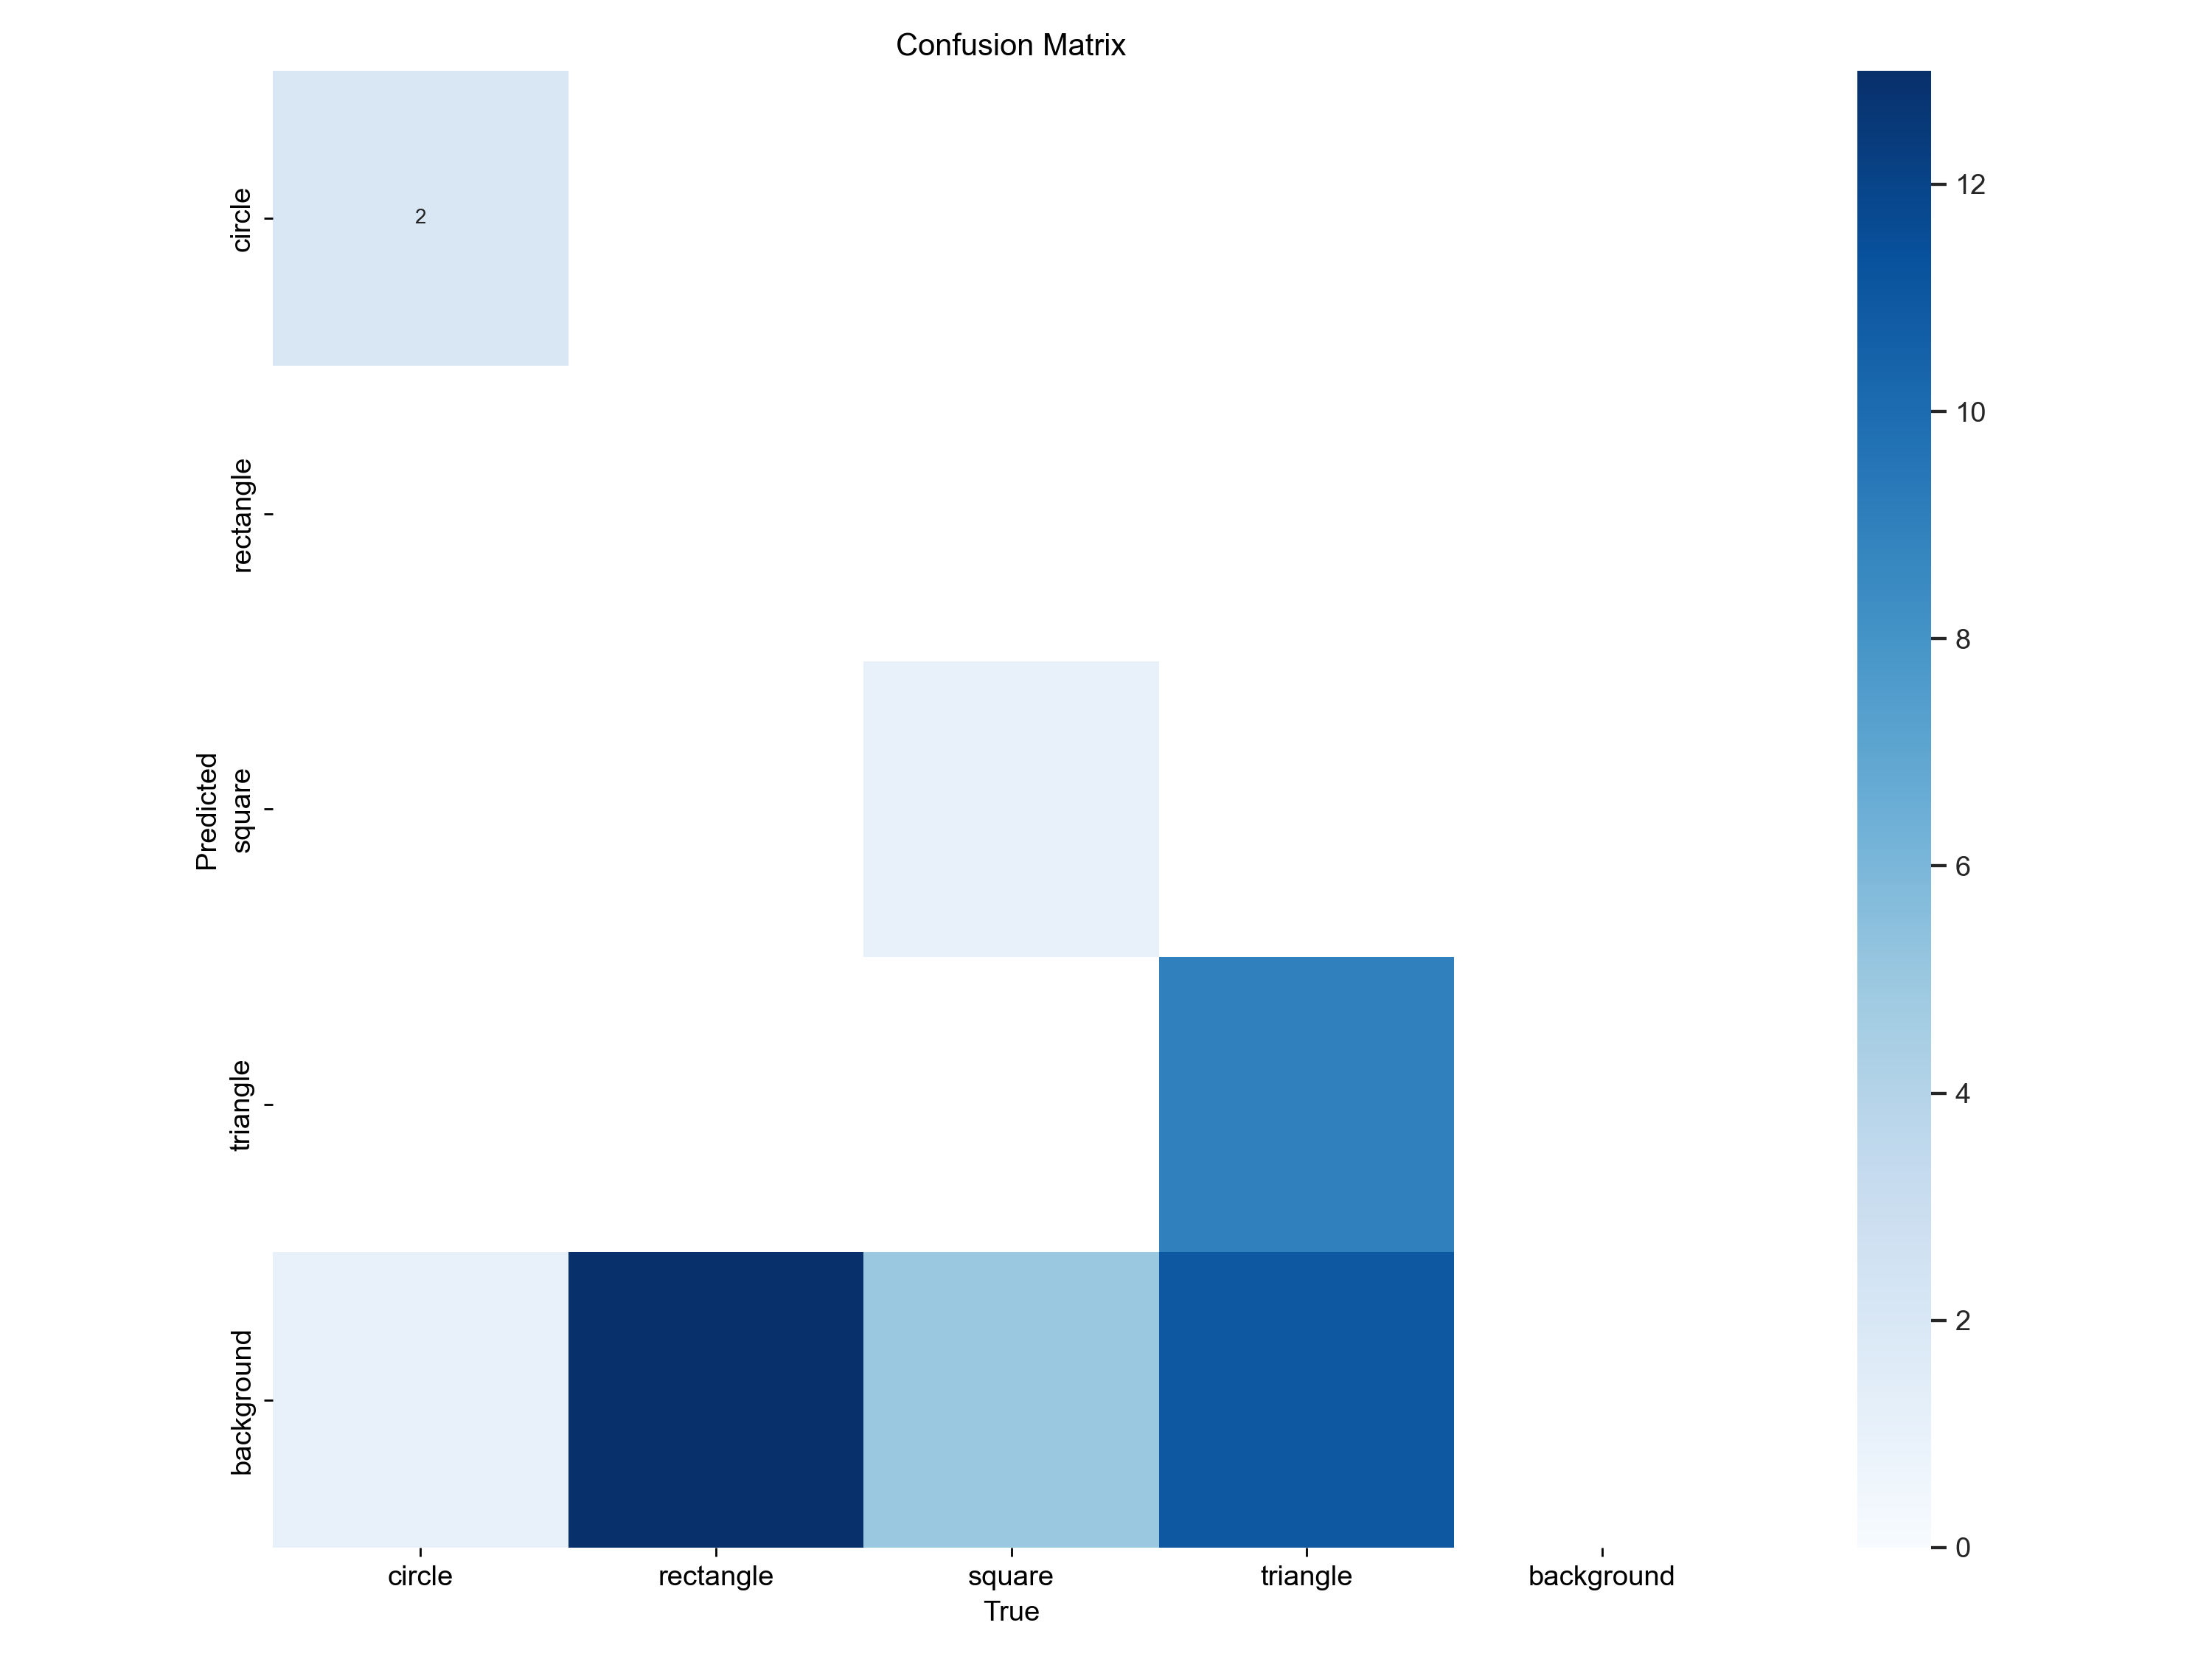 Confusion Matrix
circle
2
rectangle
Predicted
square
triangle
background
circle rectangle square triangle background
True
12
10
8
6
4
2
0